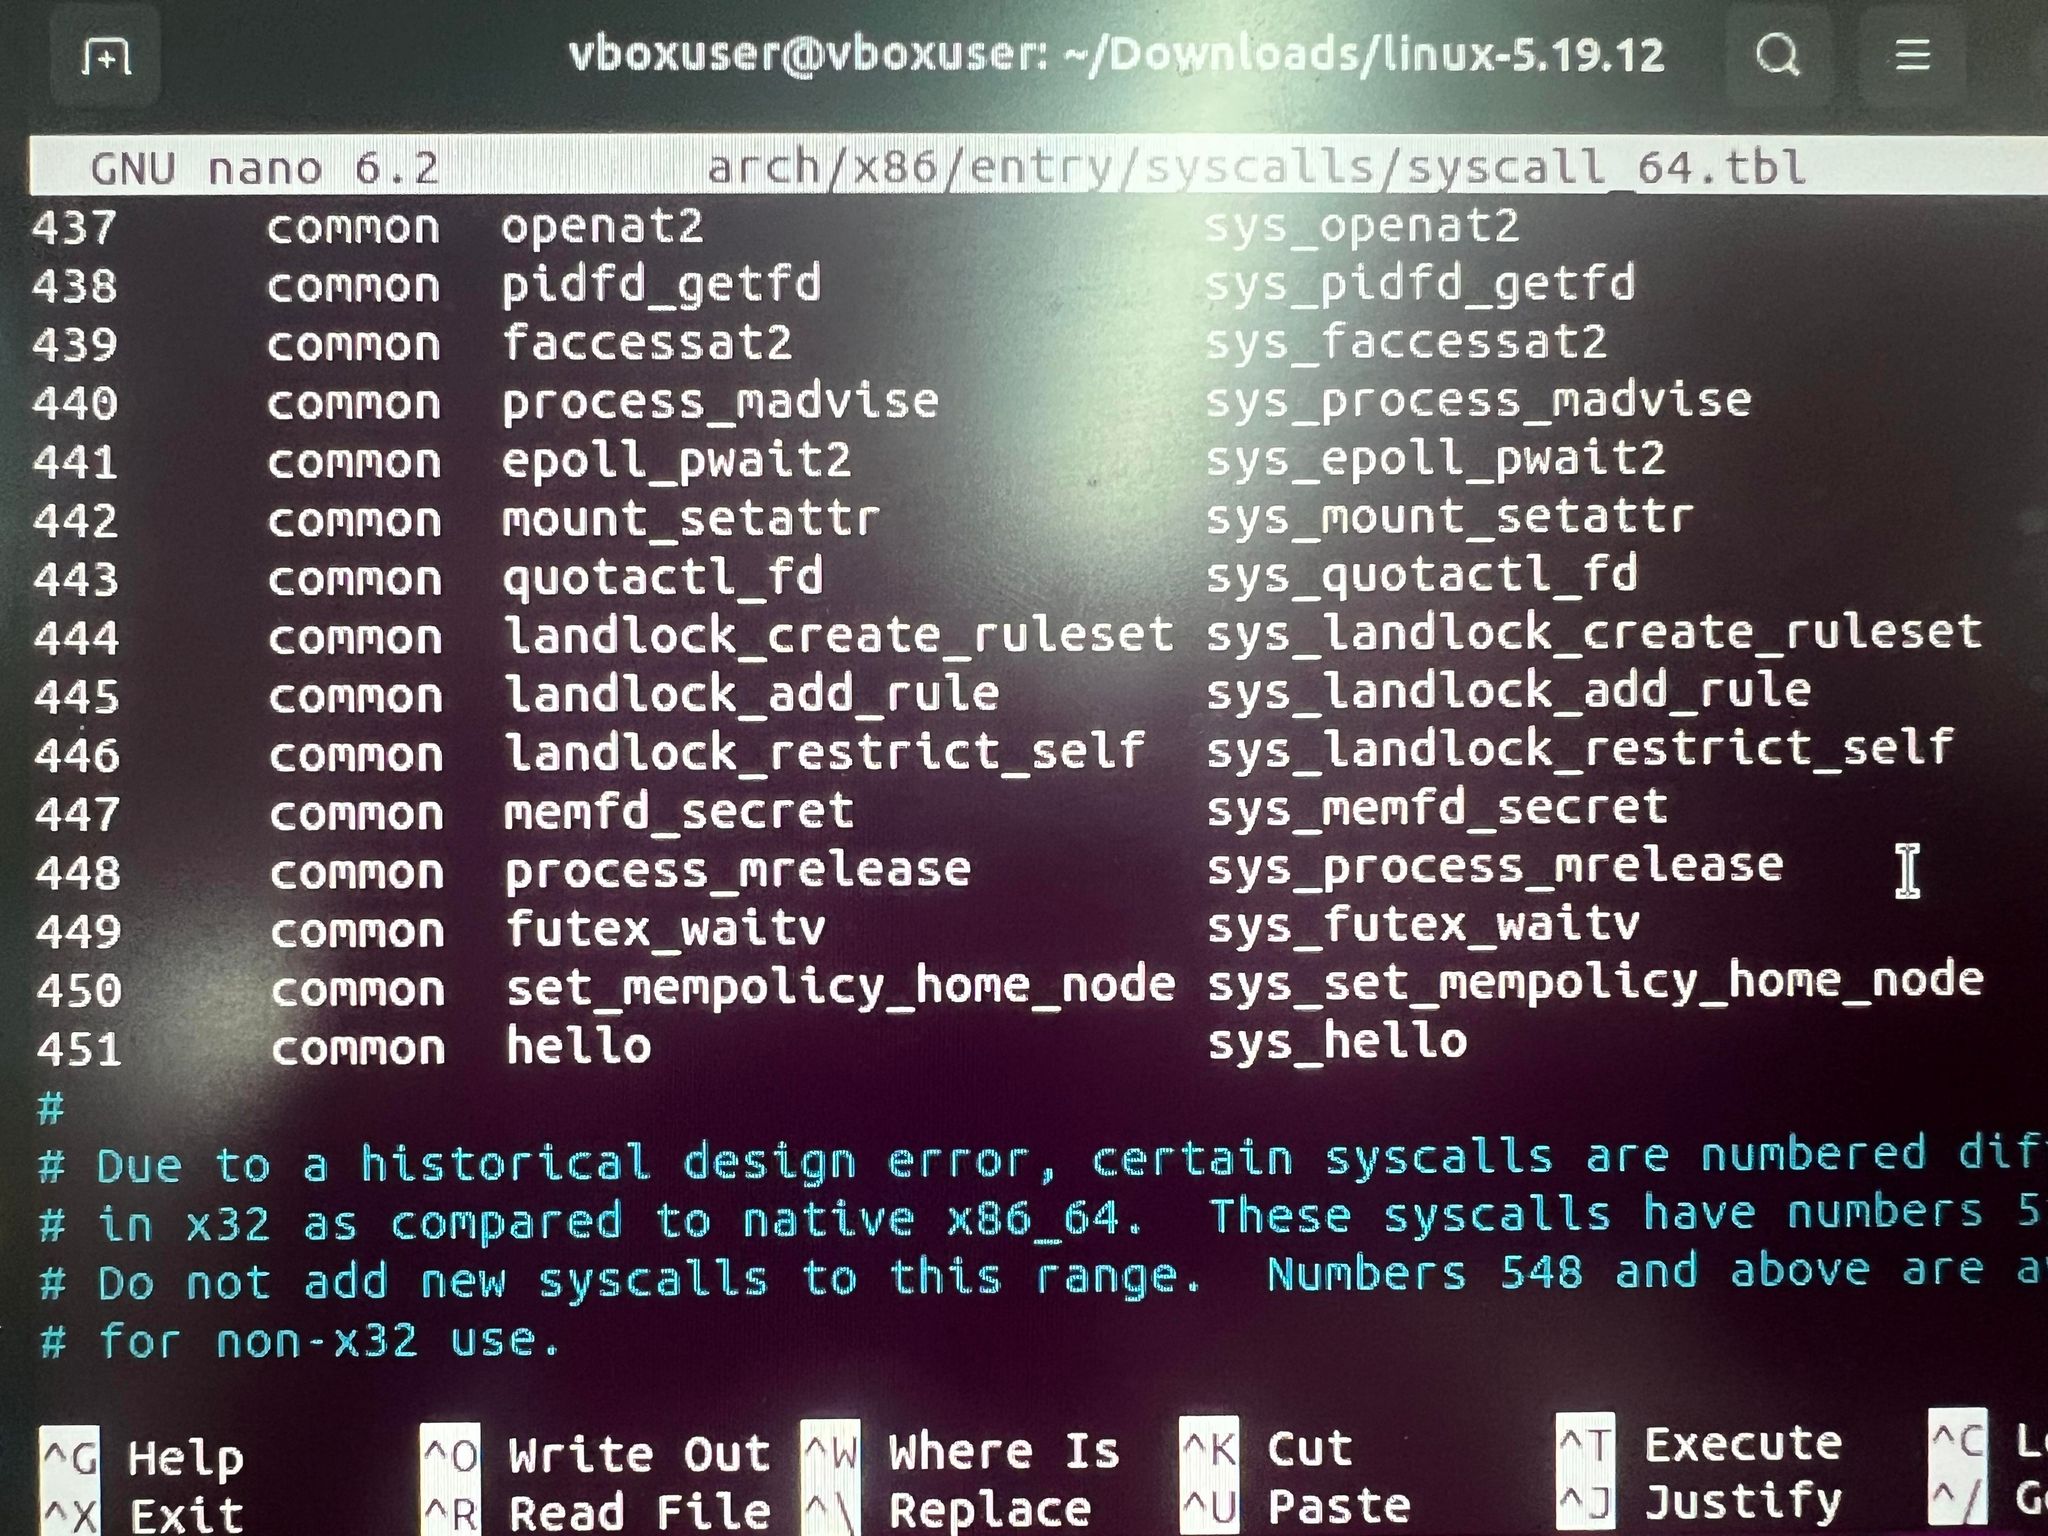 vboxuser@vboxuser: ~/Downloads/linux-5.19.12
GNU nano 6.2 arch/x86/entry/syscalls/syscall_64.tbl
437 common openat2 sys_openat2
438 common pidfd_getfd sys_pidfd_getfd
439 common faccessat2 sys_faccessat2
440 common process_madvise sys_process_madvise
441 common epoll_pwait2 sys_epoll_pwait2
442 common mount_setattr sys_mount_setattr
443 common quotactl_fd sys_quotactl_fd
444 common landlock_create_ruleset sys_landlock_create_ruleset
445 common landlock_add_rule sys_landlock_add_rule
446 common landlock_restrict_self sys_landlock_restrict_self
447 common memfd_secret sys_memfd_secret
448 common process_mrelease sys_process_mrelease
449 common futex_waitv sys_futex_waitv
450 common set_mempolicy_home_node sys_set_mempolicy_home_node
451 common hello sys_hello
#
# Due to a historical design error, certain syscalls are numbered dif
# in x32 as compared to native x86_64. These syscalls have numbers 5
# Do not add new syscalls to this range. Numbers 548 and above are a
# for non-x32 use.
^G Help ^O Write Out ^W Where Is ^K Cut ^T Execute ^C L
^X Exit ^R Read File ^\ Replace ^U Paste ^J Justify ^/ G